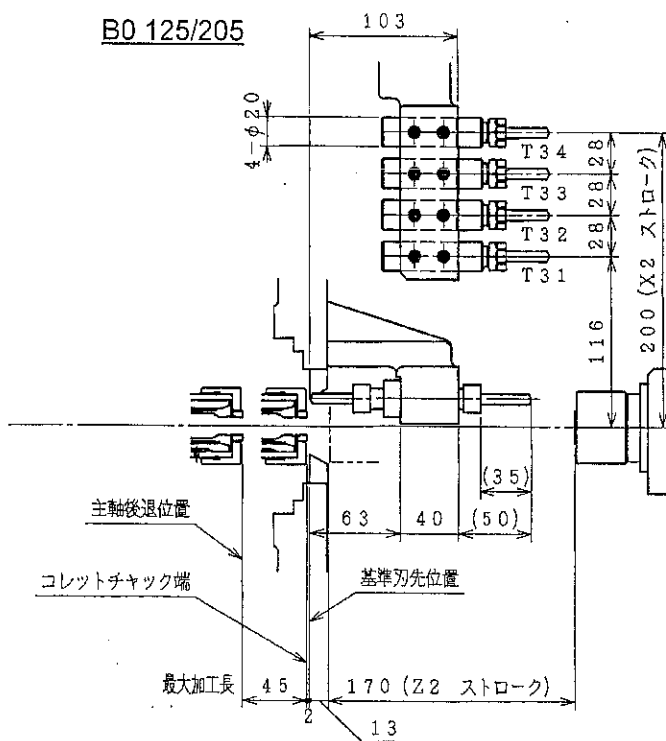 B0 125/205
103
4-φ20
T34
T33
T32
T31
28
28
28
116
200 (X2 ストローク)
(35)
63
40
(50)
主軸後退位置
コレットチャック端
基準刃先位置
最大加工長
45
2
13
170 (Z2 ストローク)